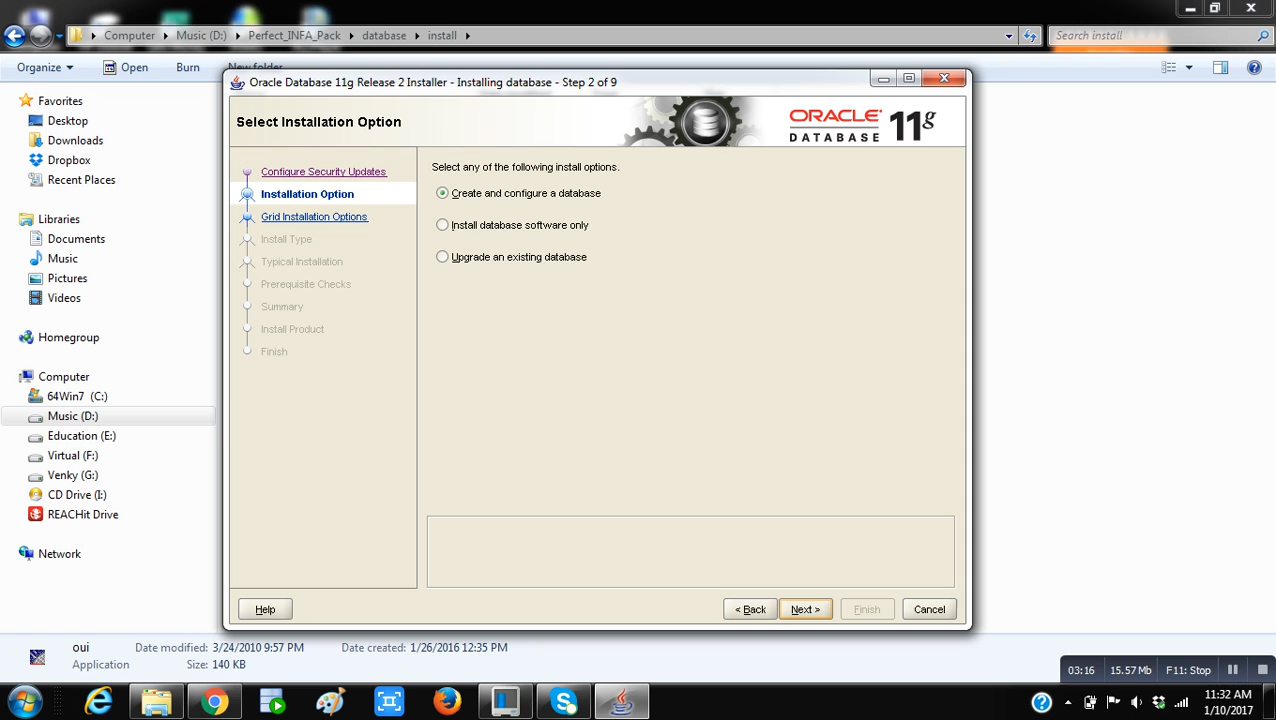 Computer Music (D:) Perfect_INFA_Pack database install
Search install
Organize Open Burn New folder
Favorites
Desktop
Downloads
Dropbox
Recent Places
Libraries
Documents
Music
Pictures
Videos
Homegroup
Computer
64Win7 (C:)
Music (D:)
Education (E:)
Virtual (F:)
Venky (G:)
CD Drive (I:)
REACHit Drive
Network
Oracle Database 11g Release 2 Installer - Installing database - Step 2 of 9
Select Installation Option
ORACLE
DATABASE 11g
Configure Security Updates
Installation Option
Grid Installation Options
Install Type
Typical Installation
Prerequisite Checks
Summary
Install Product
Finish
Select any of the following install options.
Create and configure a database
Install database software only
Upgrade an existing database
Help < Back Next > Finish Cancel
oui Date modified: 3/24/2010 9:57 PM Date created: 1/26/2016 12:35 PM
Application Size: 140 KB
03:16 15.57Mb F11: Stop
11:32 AM
1/10/2017